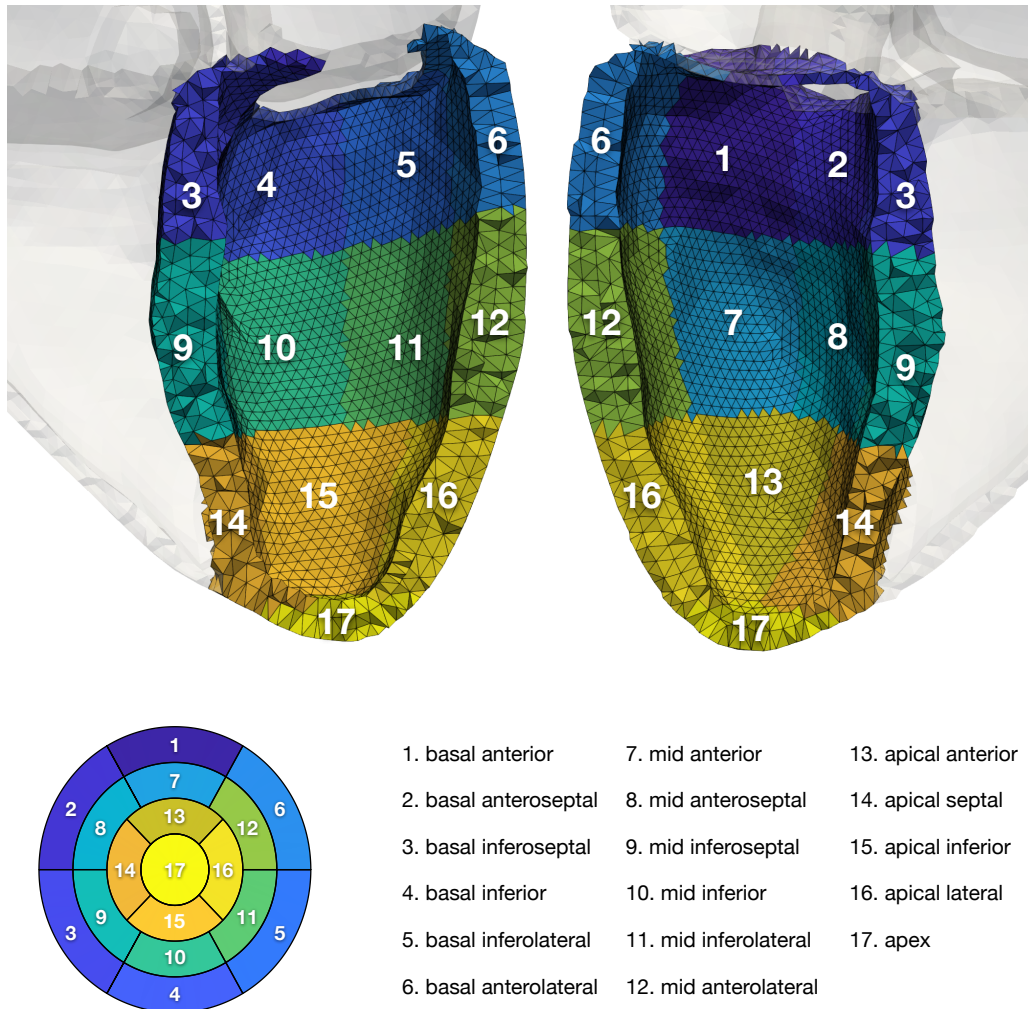 6
5
4
3
12
11
10
9
16
15
14
17
6
1
2
3
12
7
8
9
16
13
14
17
1
2
7
6
8
13
12
14
17
16
9
15
11
3
10
5
4
1. basal anterior
2. basal anteroseptal
3. basal inferoseptal
4. basal inferior
5. basal inferolateral
6. basal anterolateral
7. mid anterior
8. mid anteroseptal
9. mid inferoseptal
10. mid inferior
11. mid inferolateral
12. mid anterolateral
13. apical anterior
14. apical septal
15. apical inferior
16. apical lateral
17. apex